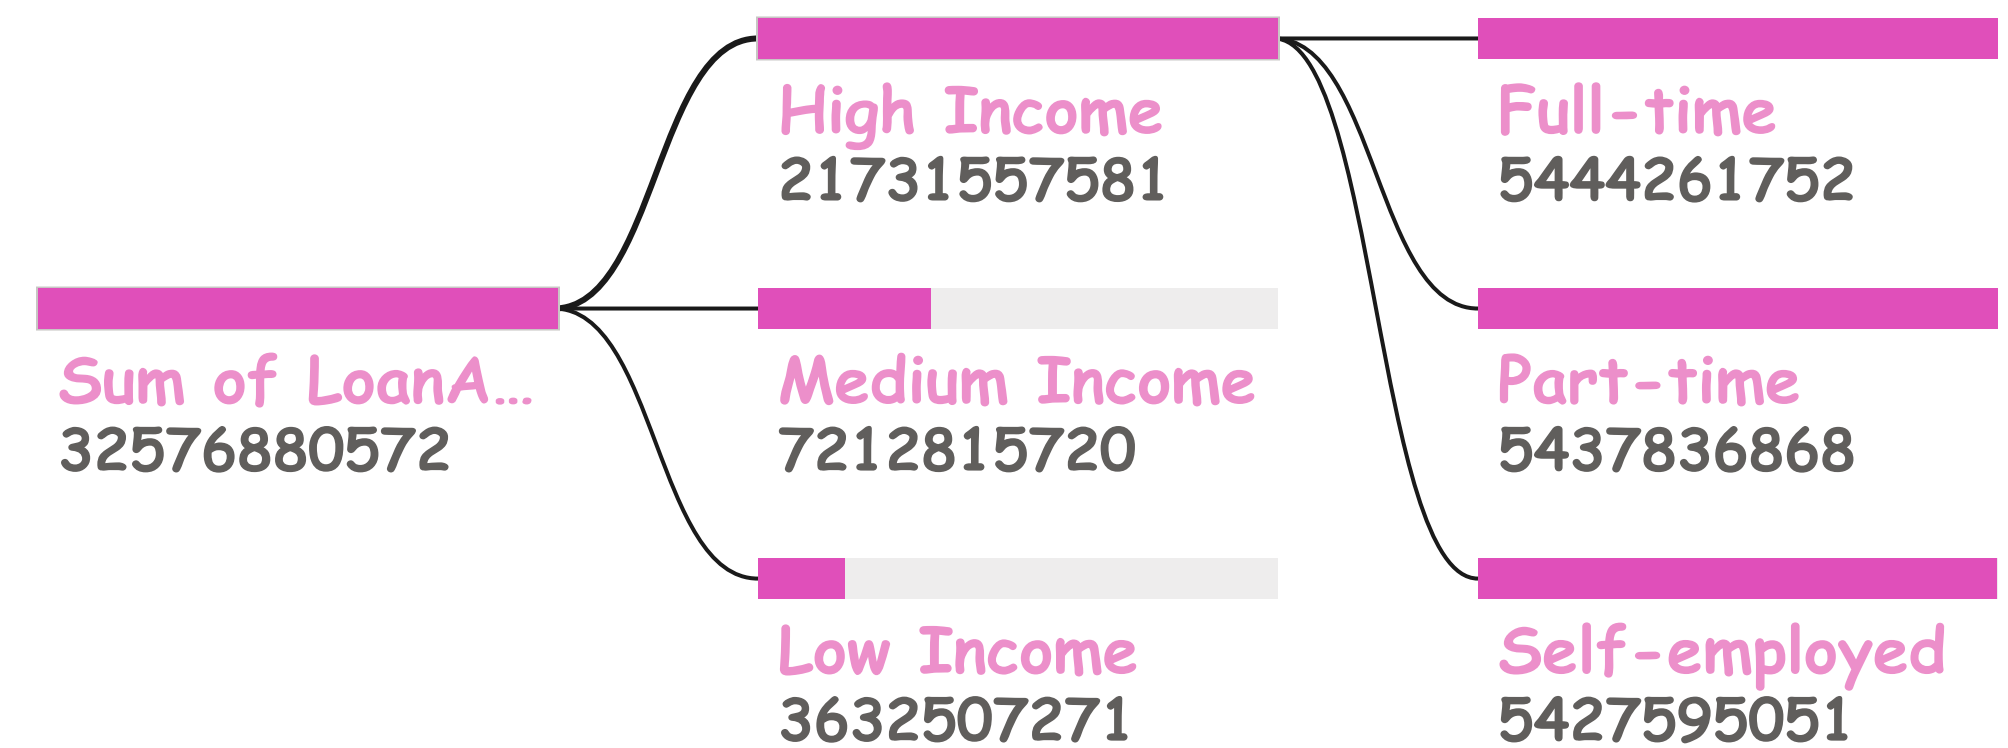 High Income
21731557581
Full-time
5444261752
Sum of LoanA...
32576880572
Medium Income
7212815720
Part-time
5437836868
Low Income
3632507271
Self-employed
5427595051